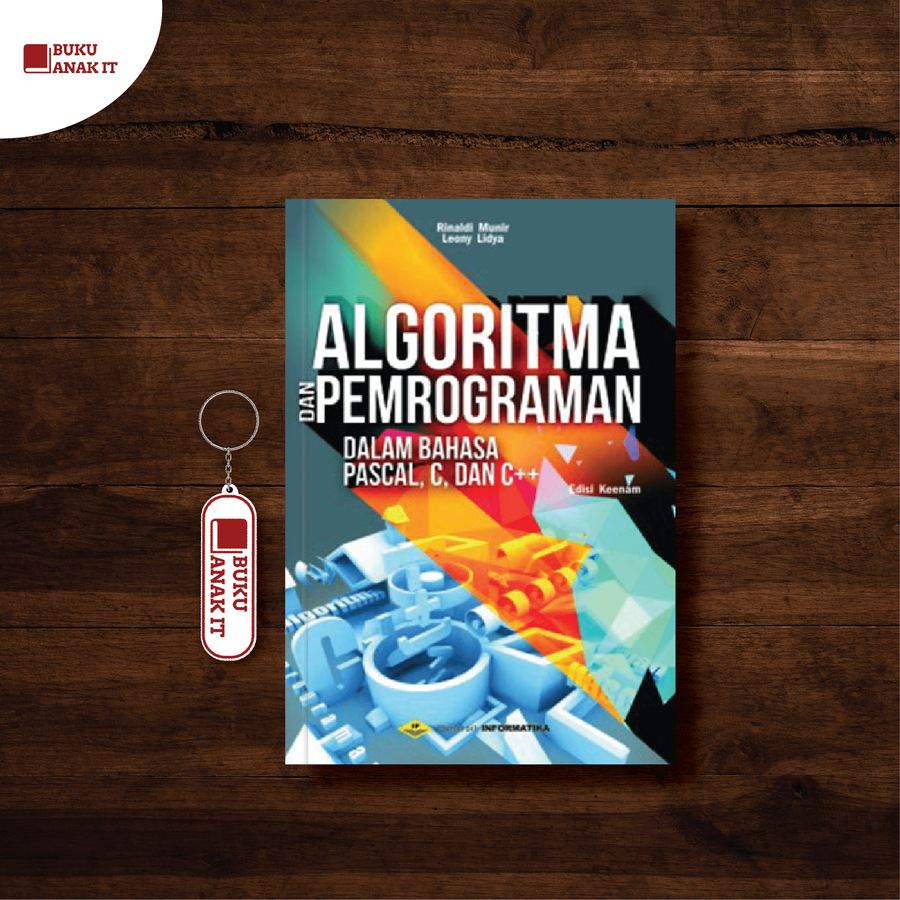 BUKU
ANAK IT
Rinaldi Munir
Leony Lidya
ALGORITMA
DAN PEMROGRAMAN
DALAM BAHASA
PASCAL, C, DAN C++
Edisi Keenam
algoritma
C++
INFORMATIKA
BUKU
ANAK IT